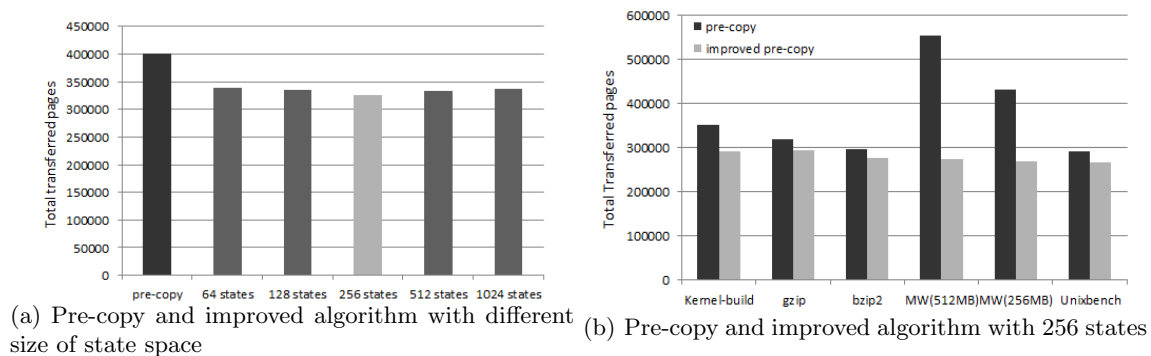 Total transferred pages
450000
400000
350000
300000
250000
200000
150000
100000
50000
0
pre-copy 64 states 128 states 256 states 512 states 1024 states
(a) Pre-copy and improved algorithm with different
size of state space
Total Transferred pages
600000
500000
400000
300000
200000
100000
0
pre-copy
improved pre-copy
Kernel-build gzip bzip2 MW(512MB) MW(256MB) Unixbench
(b) Pre-copy and improved algorithm with 256 states